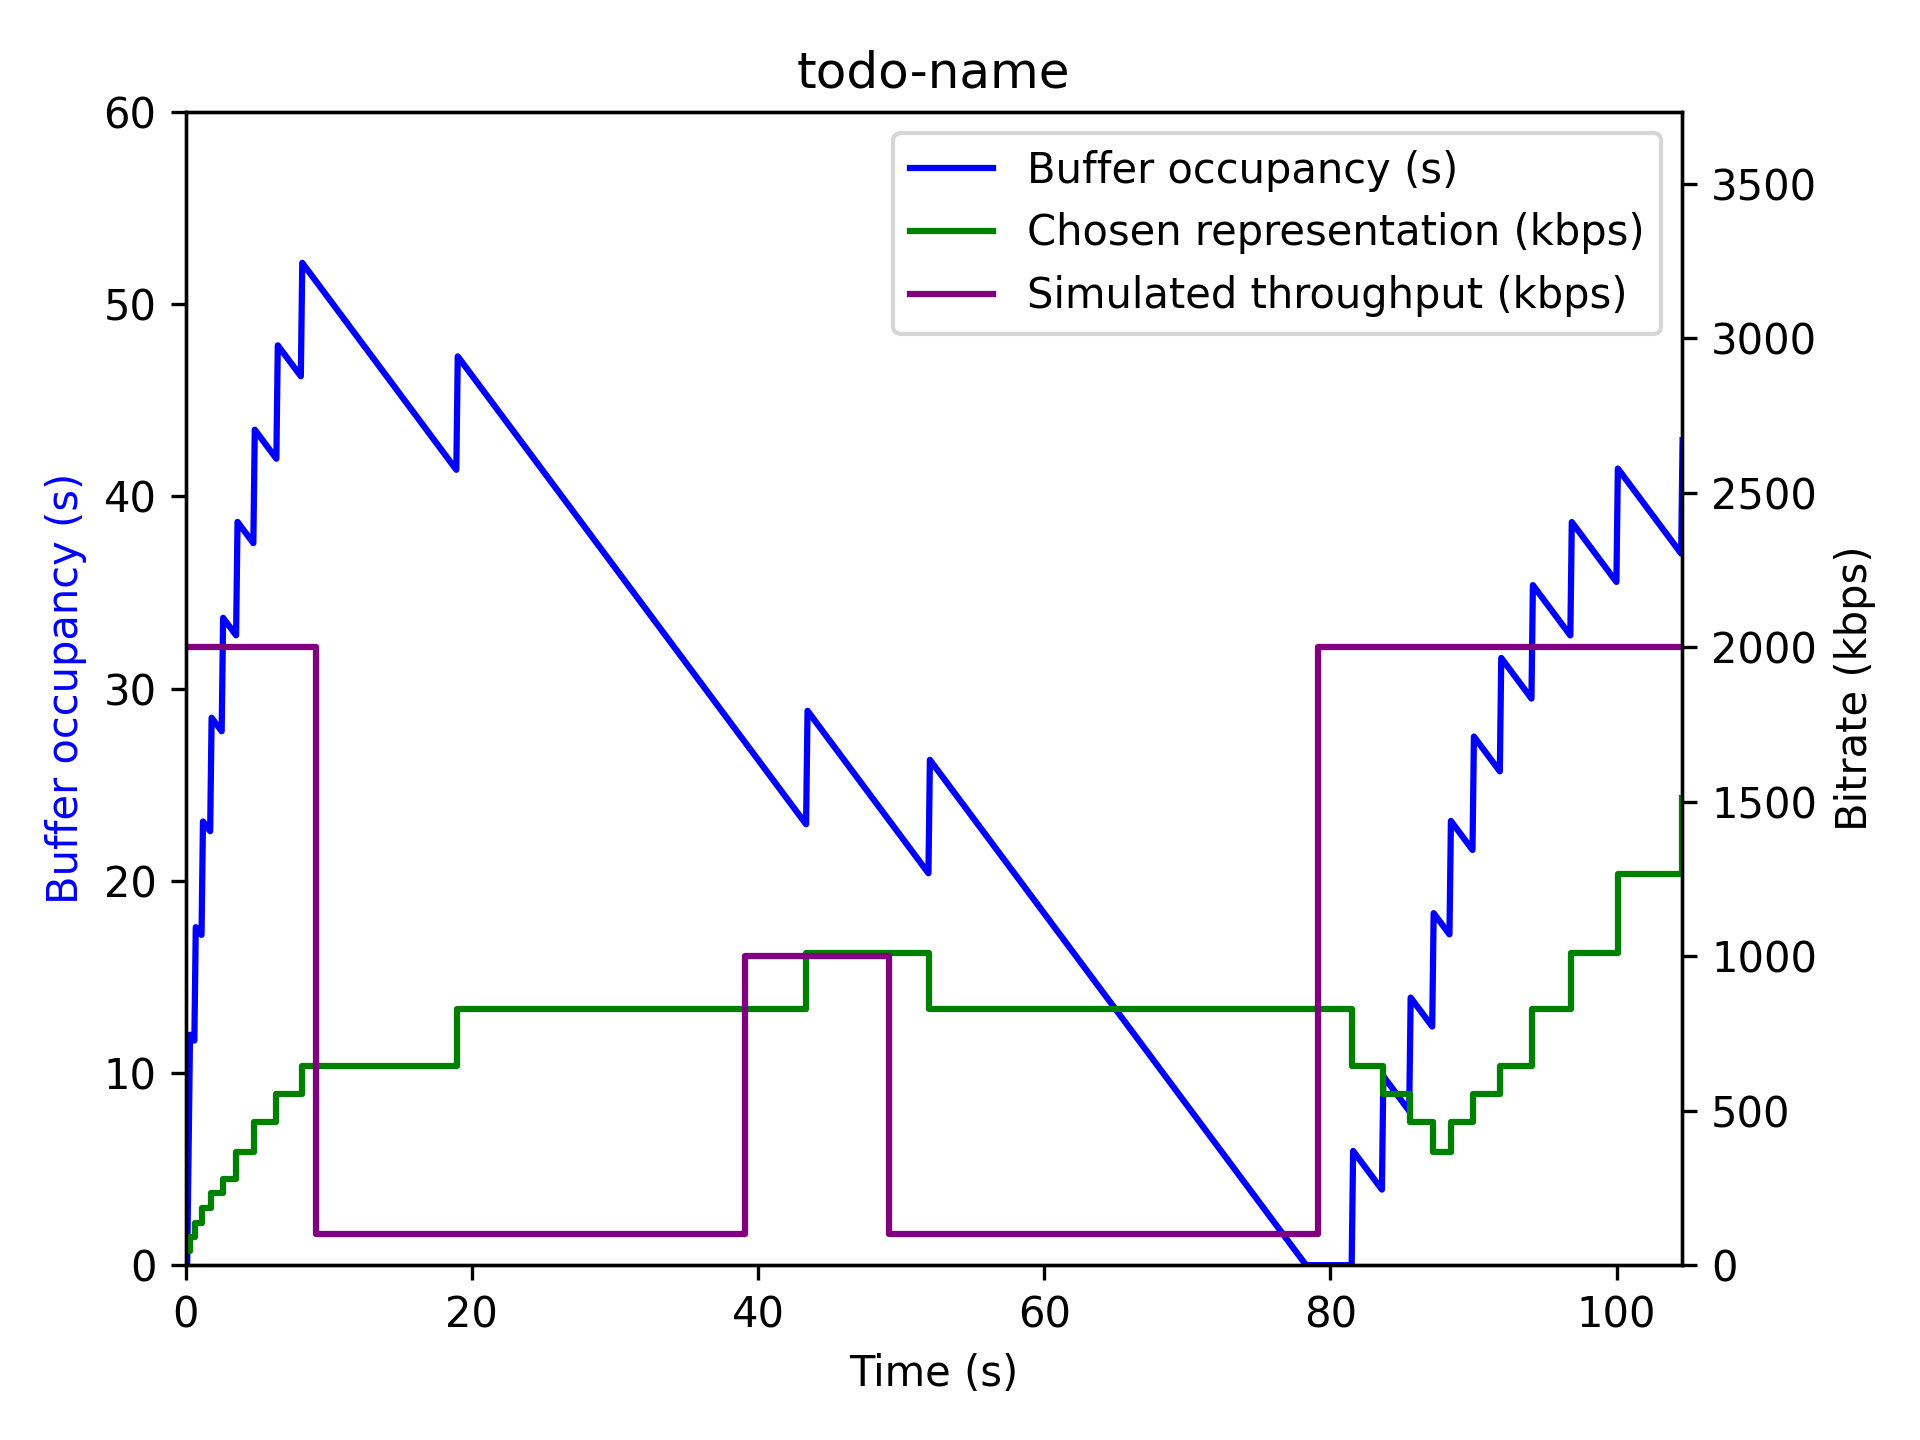 todo-name
60
50
40
30
20
10
0
Buffer occupancy (s)
Buffer occupancy (s)
Chosen representation (kbps)
Simulated throughput (kbps)
3500
3000
2500
2000
1500
1000
500
0
Bitrate (kbps)
0 20 40 60 80 100
Time (s)